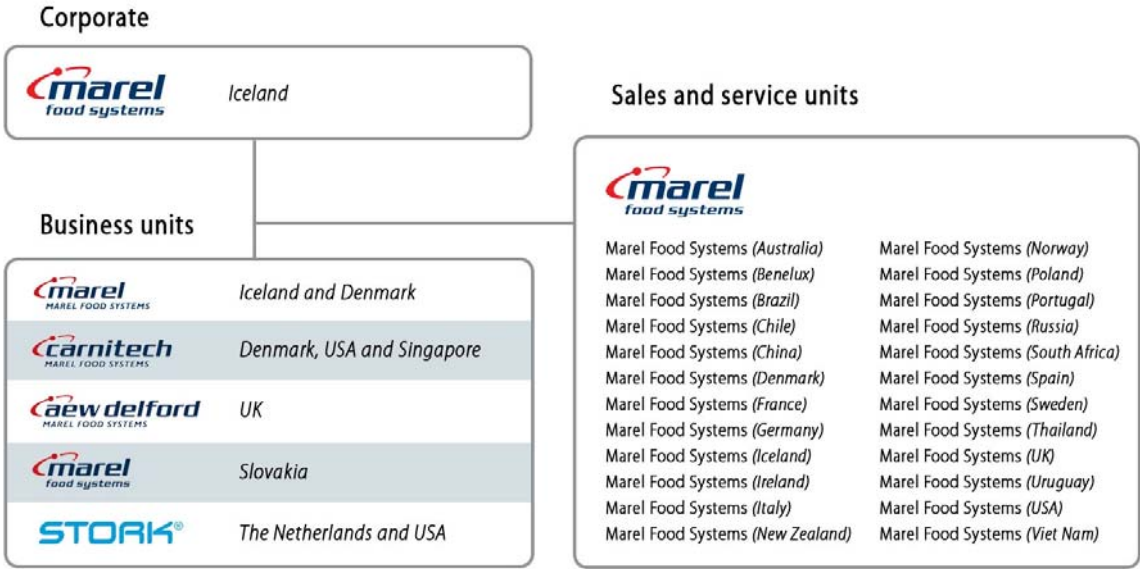 Corporate
marel
food systems
Iceland
Business units
marel
MAREL FOOD SYSTEMS
Iceland and Denmark
carnitech
MAREL FOOD SYSTEMS
Denmark, USA and Singapore
aew delford
MAREL FOOD SYSTEMS
UK
marel
food systems
Slovakia
STORK®
The Netherlands and USA
Sales and service units
marel
food systems
Marel Food Systems (Australia)
Marel Food Systems (Benelux)
Marel Food Systems (Brazil)
Marel Food Systems (Chile)
Marel Food Systems (China)
Marel Food Systems (Denmark)
Marel Food Systems (France)
Marel Food Systems (Germany)
Marel Food Systems (Iceland)
Marel Food Systems (Ireland)
Marel Food Systems (Italy)
Marel Food Systems (New Zealand)
Marel Food Systems (Norway)
Marel Food Systems (Poland)
Marel Food Systems (Portugal)
Marel Food Systems (Russia)
Marel Food Systems (South Africa)
Marel Food Systems (Spain)
Marel Food Systems (Sweden)
Marel Food Systems (Thailand)
Marel Food Systems (UK)
Marel Food Systems (Uruguay)
Marel Food Systems (USA)
Marel Food Systems (Viet Nam)